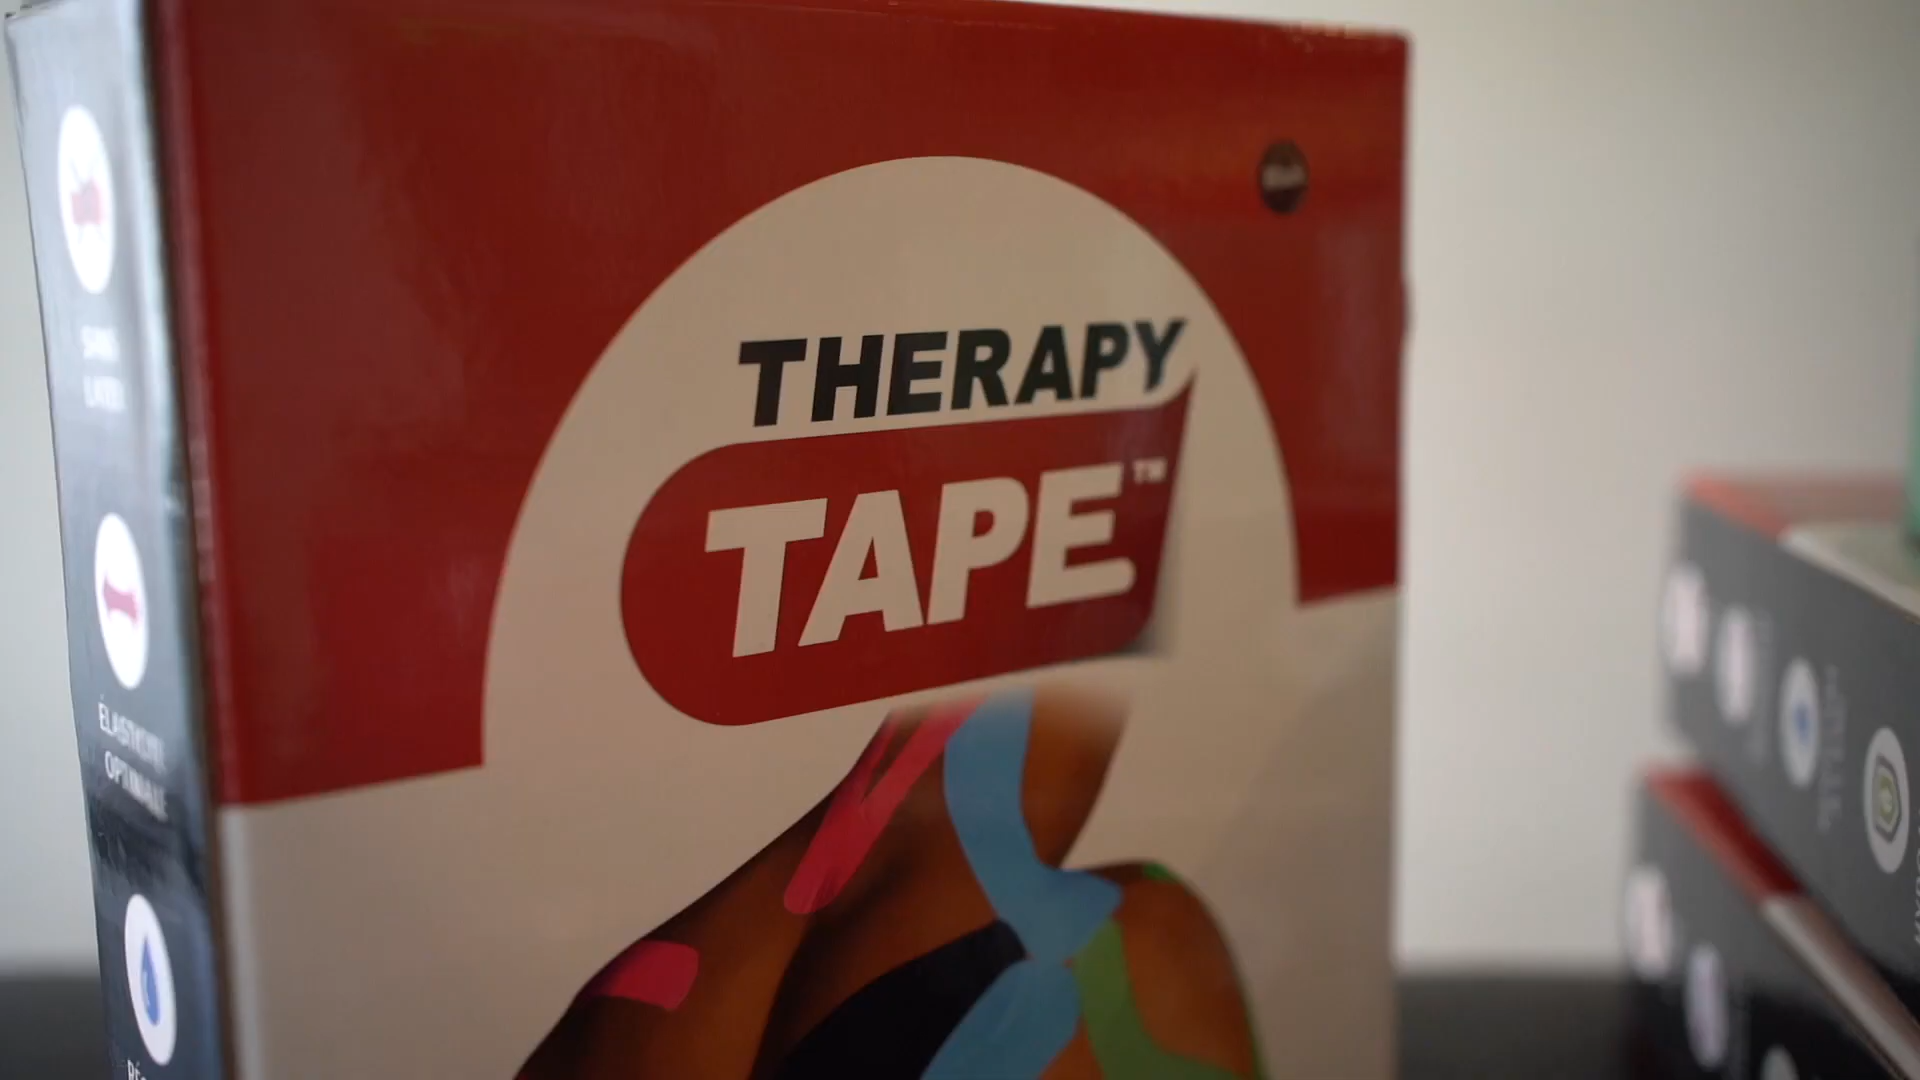 THERAPY
TAPE™
SANS
LATEX
ÉLASTICITÉ
OPTIMALE